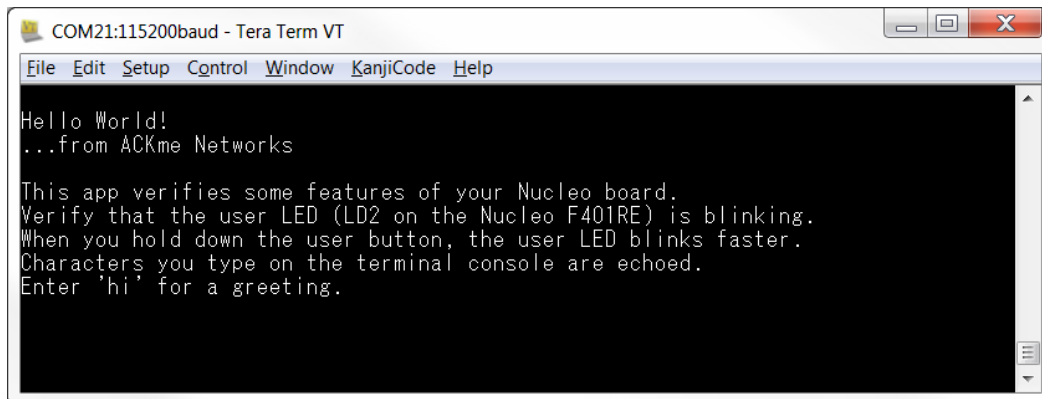 COM21:115200baud - Tera Term VT
File Edit Setup Control Window KanjiCode Help
Hello World!
...from ACKme Networks
This app verifies some features of your Nucleo board.
Verify that the user LED (LD2 on the Nucleo F401RE) is blinking.
When you hold down the user button, the user LED blinks faster.
Characters you type on the terminal console are echoed.
Enter 'hi' for a greeting.